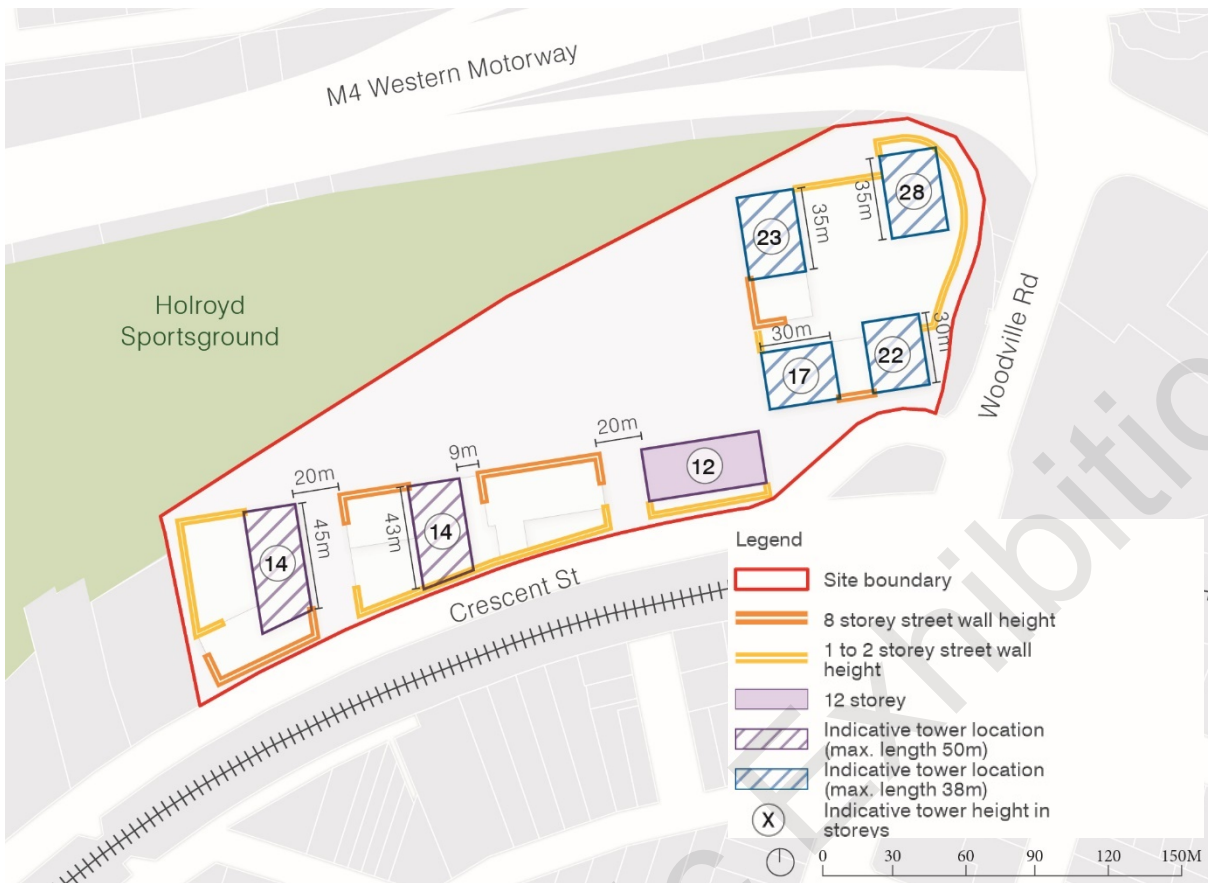 M4 Western Motorway
28
35m
35m
23
Holroyd
Sportsground
30m
30m
22
17
Woodville Rd
20m
9m
20m
12
45m
43m
14
14
Crescent St
Legend
Site boundary
8 storey street wall height
1 to 2 storey street wall
height
12 storey
Indicative tower location
(max. length 50m)
Indicative tower location
(max. length 38m)
X
Indicative tower height in
storeys
0 30 60 90 120 150M
Exhibitio